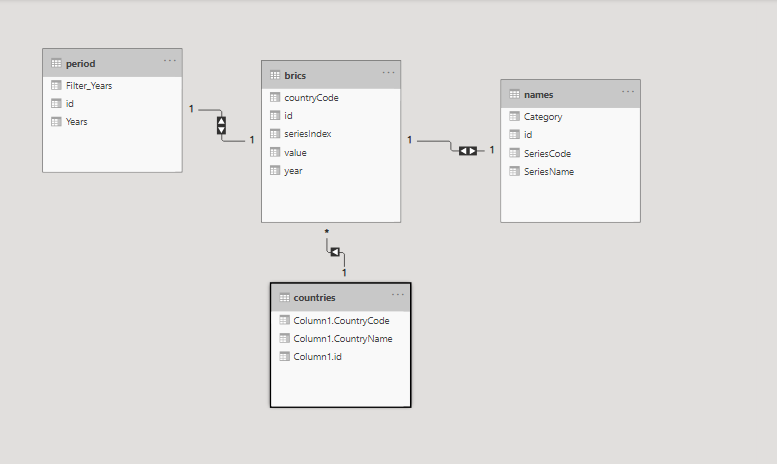 period
Filter_Years
id
Years
1
1
brics
countryCode
id
seriesIndex
value
year
1
1
names
Category
id
SeriesCode
SeriesName
*
1
countries
Column1.CountryCode
Column1.CountryName
Column1.id